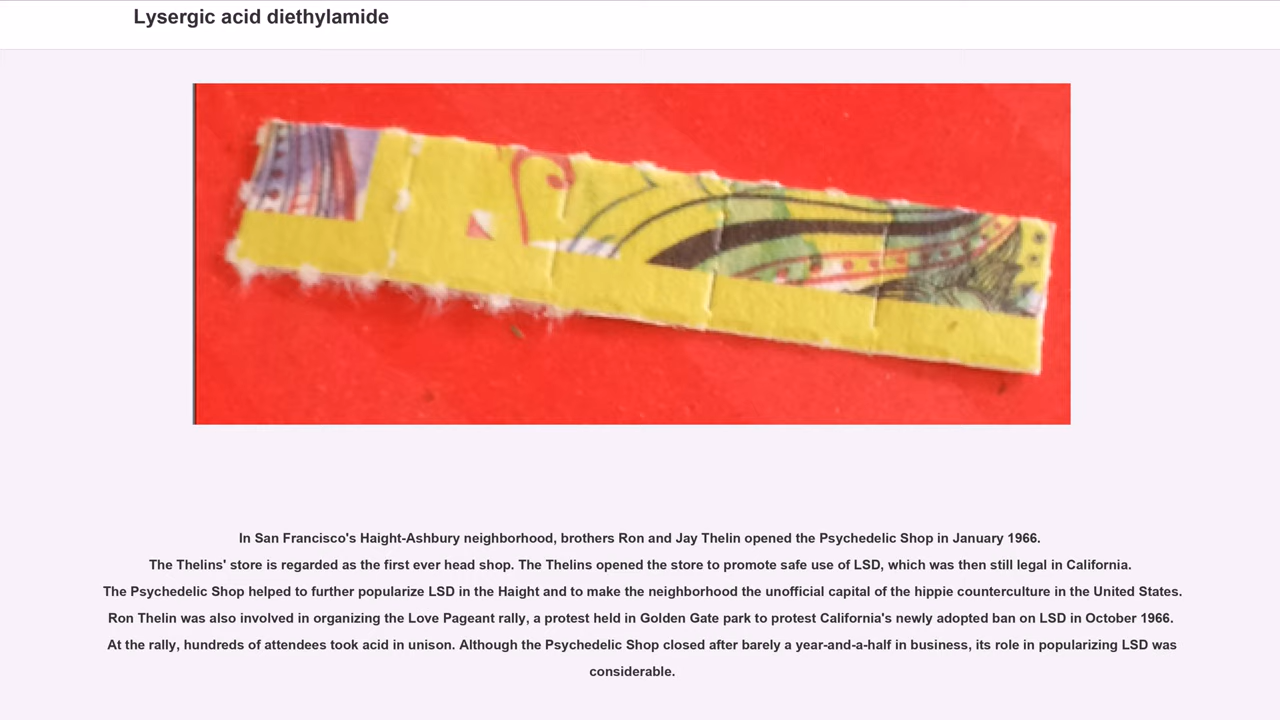 Lysergic acid diethylamide
In San Francisco's Haight-Ashbury neighborhood, brothers Ron and Jay Thelin opened the Psychedelic Shop in January 1966.
The Thelins' store is regarded as the first ever head shop. The Thelins opened the store to promote safe use of LSD, which was then still legal in California.
The Psychedelic Shop helped to further popularize LSD in the Haight and to make the neighborhood the unofficial capital of the hippie counterculture in the United States.
Ron Thelin was also involved in organizing the Love Pageant rally, a protest held in Golden Gate park to protest California's newly adopted ban on LSD in October 1966.
At the rally, hundreds of attendees took acid in unison. Although the Psychedelic Shop closed after barely a year-and-a-half in business, its role in popularizing LSD was
considerable.